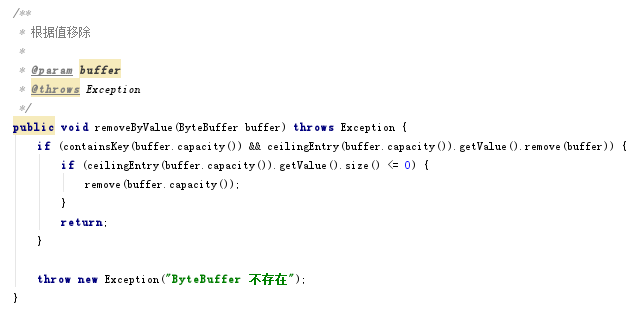 /**
 * 根据值移除
 *
 * @param buffer
 * @throws Exception
 */
public void removeByValue(ByteBuffer buffer) throws Exception {
    if (containsKey(buffer.capacity()) && ceilingEntry(buffer.capacity()).getValue().remove(buffer)) {
        if (ceilingEntry(buffer.capacity()).getValue().size() <= 0) {
            remove(buffer.capacity());
        }
        return;
    }

    throw new Exception("ByteBuffer 不存在");
}